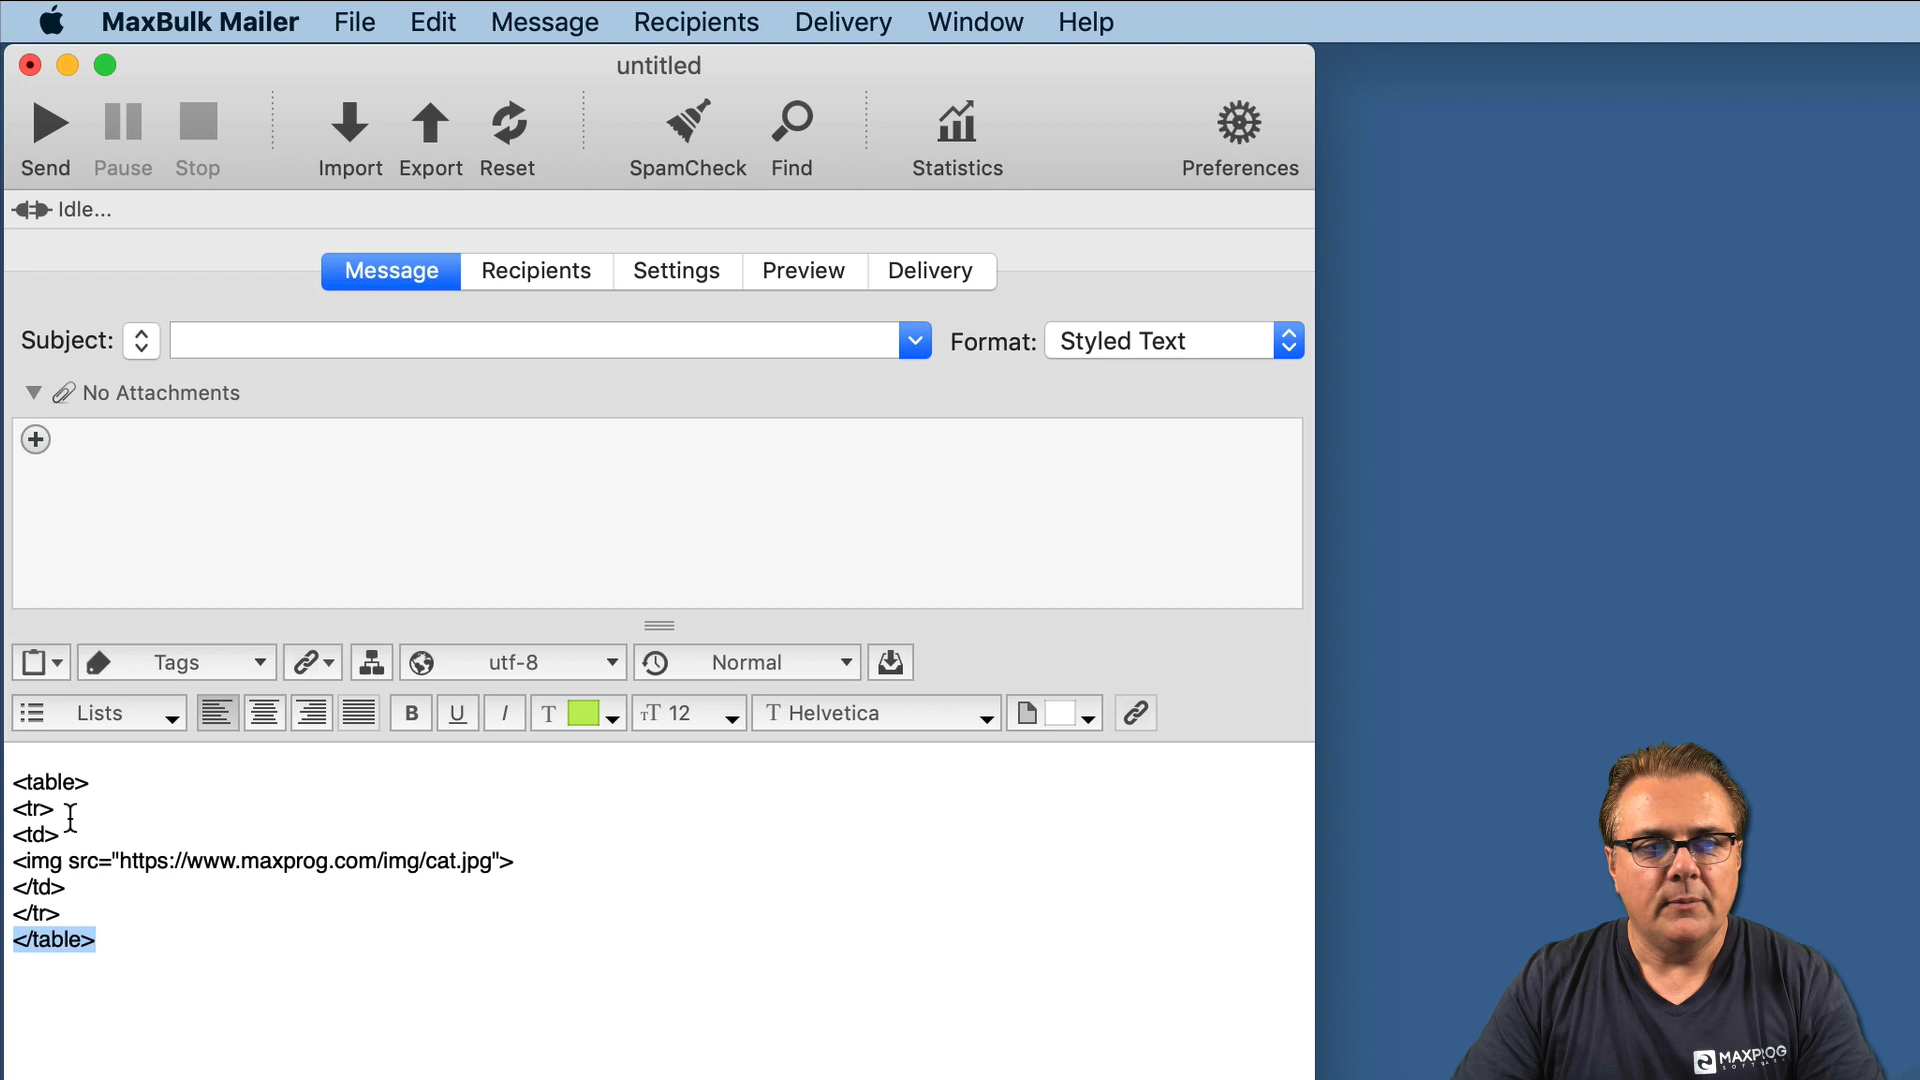 MaxBulk Mailer File Edit Message Recipients Delivery Window Help
untitled
Send Pause Stop Import Export Reset SpamCheck Find Statistics Preferences
Idle...
Message Recipients Settings Preview Delivery
Subject: Format: Styled Text
No Attachments
Tags utf-8 Normal
Lists B U I T TT 12 T Helvetica
<table>
<tr>
<td>
<img src="https://www.maxprog.com/img/cat.jpg">
</td>
</tr>
</table>
MAXPROG
SOFTWARE